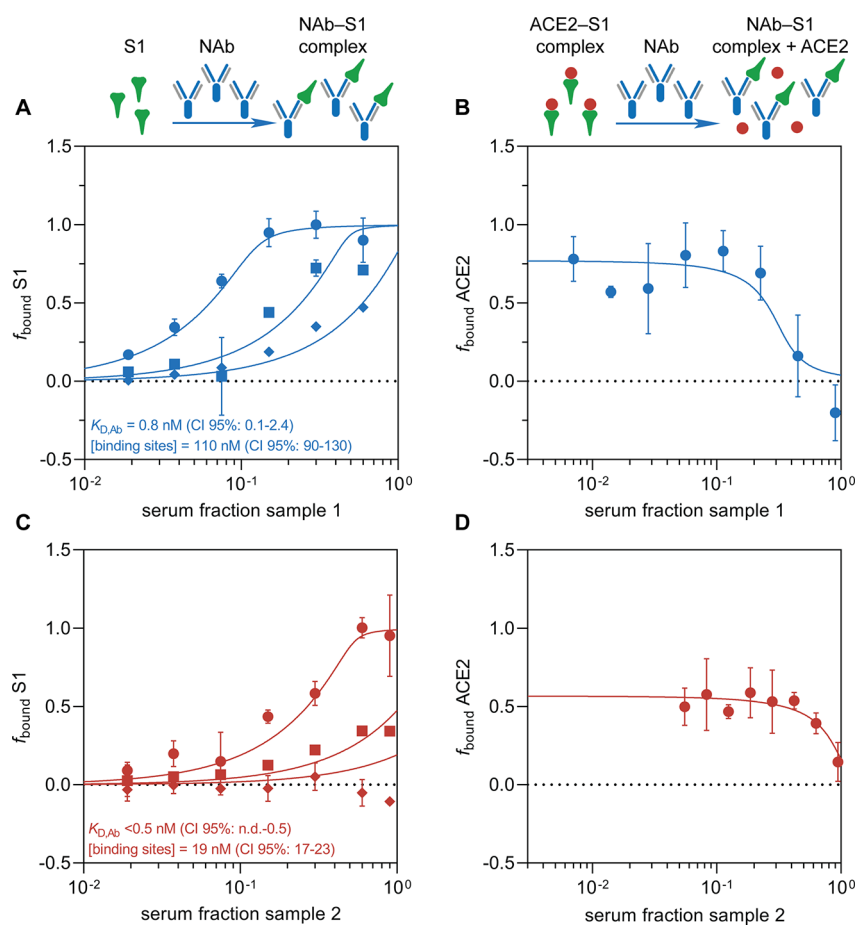 S1
NAb
NAb–S1
complex
A
1.5
1.0
0.5
0.0
-0.5
f bound S1
K D,Ab = 0.8 nM (CI 95%: 0.1-2.4)
[binding sites] = 110 nM (CI 95%: 90-130)
10-2
10-1
100
serum fraction sample 1
ACE2–S1
complex
NAb
NAb–S1
complex + ACE2
B
1.5
1.0
0.5
0.0
-0.5
f bound ACE2
10-2
10-1
100
serum fraction sample 1
C
1.5
1.0
0.5
0.0
-0.5
f bound S1
K D,Ab <0.5 nM (CI 95%: n.d.-0.5)
[binding sites] = 19 nM (CI 95%: 17-23)
10-2
10-1
100
serum fraction sample 2
D
1.5
1.0
0.5
0.0
-0.5
f bound ACE2
10-2
10-1
100
serum fraction sample 2